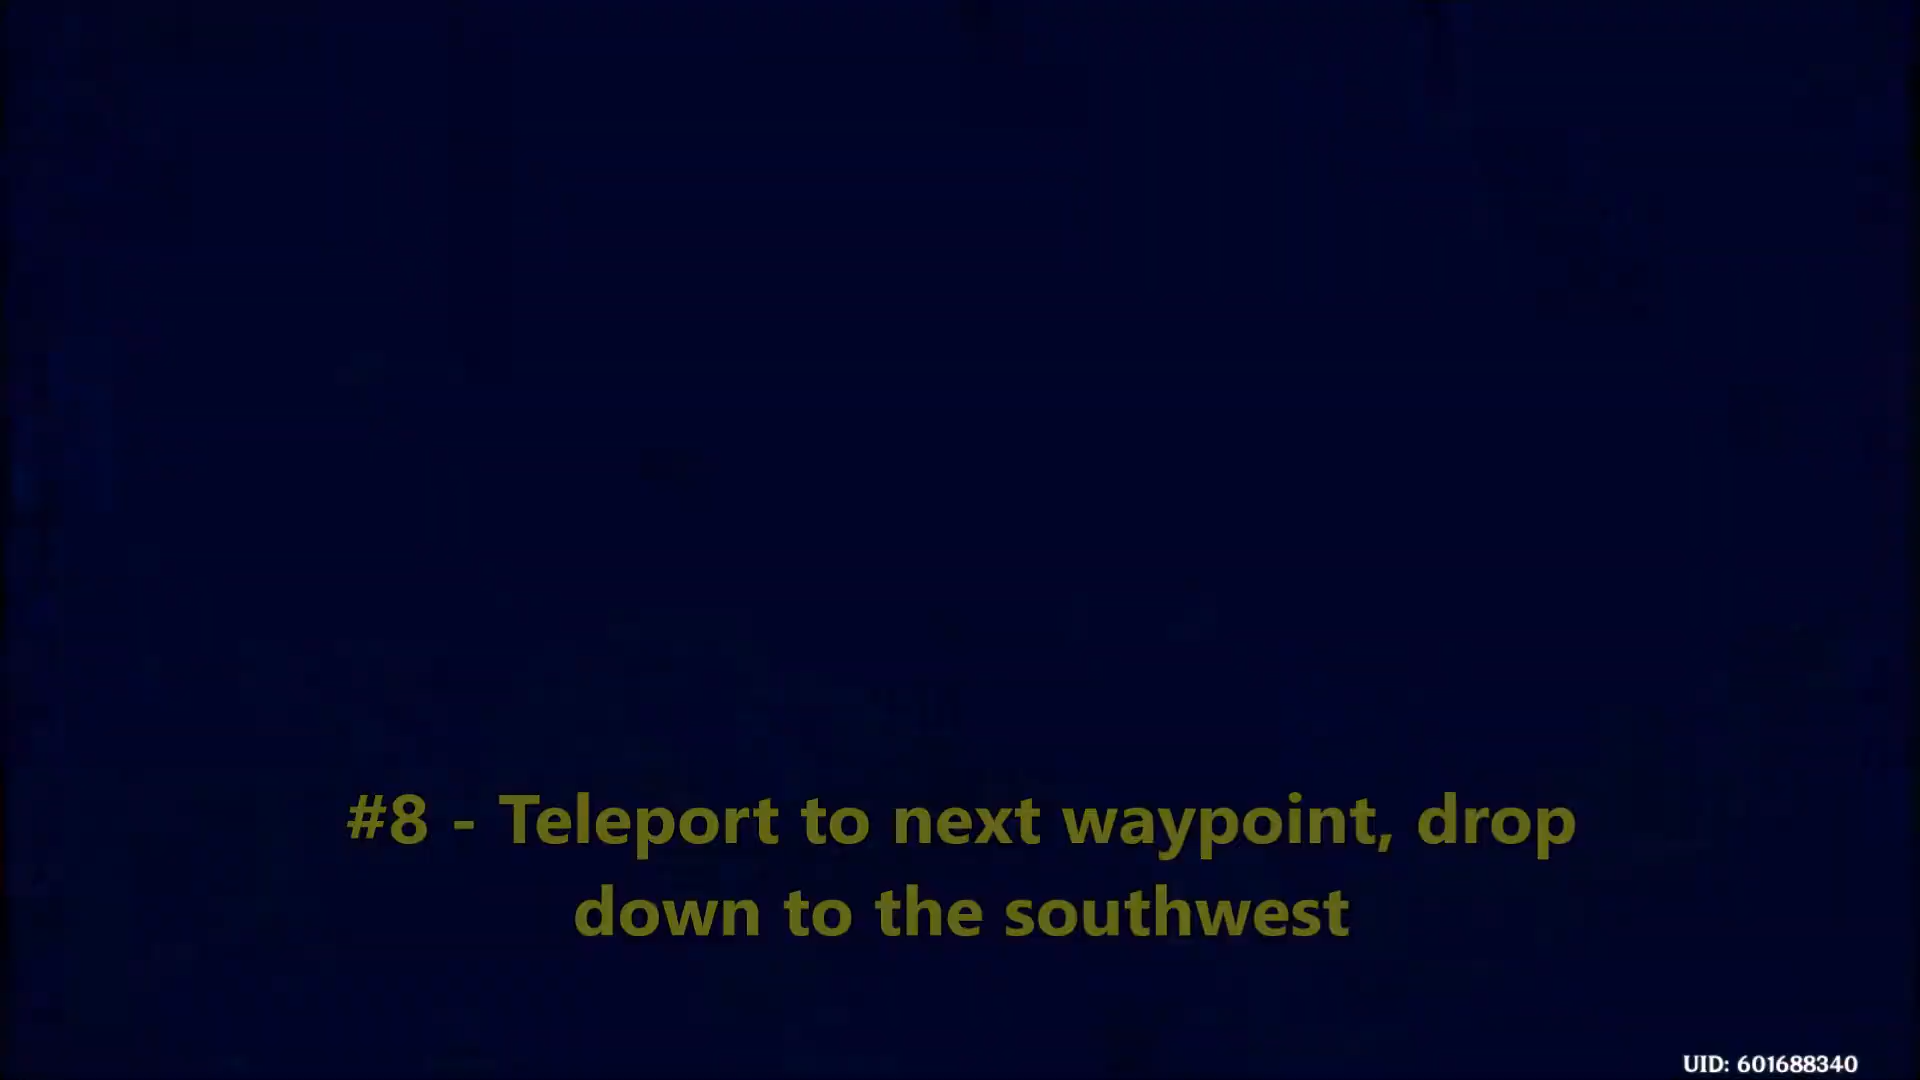 #8 - Teleport to next waypoint, drop
down to the southwest
UID: 601688340